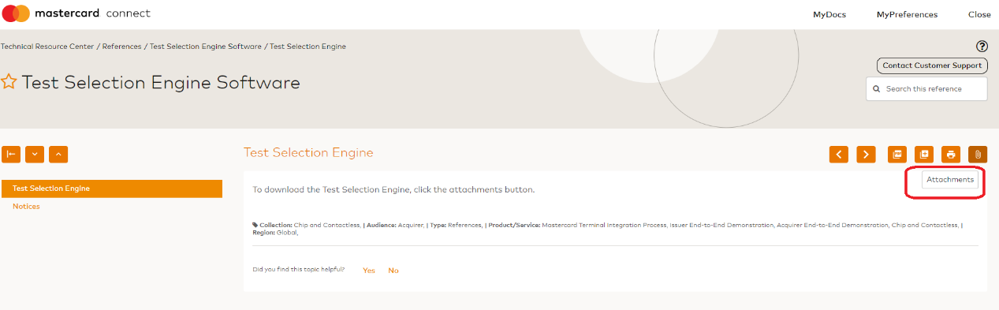 mastercard connect
MyDocs MyPreferences Close
Technical Resource Center / References / Test Selection Engine Software / Test Selection Engine
Contact Customer Support
Test Selection Engine Software
Search this reference
Test Selection Engine
Test Selection Engine
Notices
Attachments
To download the Test Selection Engine, click the attachments button.
Collection: Chip and Contactless, | Audience: Acquirer, | Type: References, | Product/Service: Mastercard Terminal Integration Process, Issuer End-to-End Demonstration, Acquirer End-to-End Demonstration, Chip and Contactless, |
Region: Global,
Did you find this topic helpful? Yes No